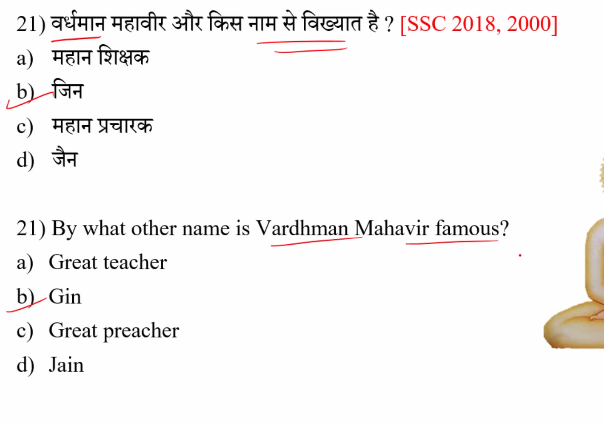 21) वर्धमान महावीर और किस नाम से विख्यात है ? [SSC 2018, 2000]
a) महान शिक्षक
b) जिन
c) महान प्रचारक
d) जैन
21) By what other name is Vardhman Mahavir famous?
a) Great teacher
b) Gin
c) Great preacher
d) Jain